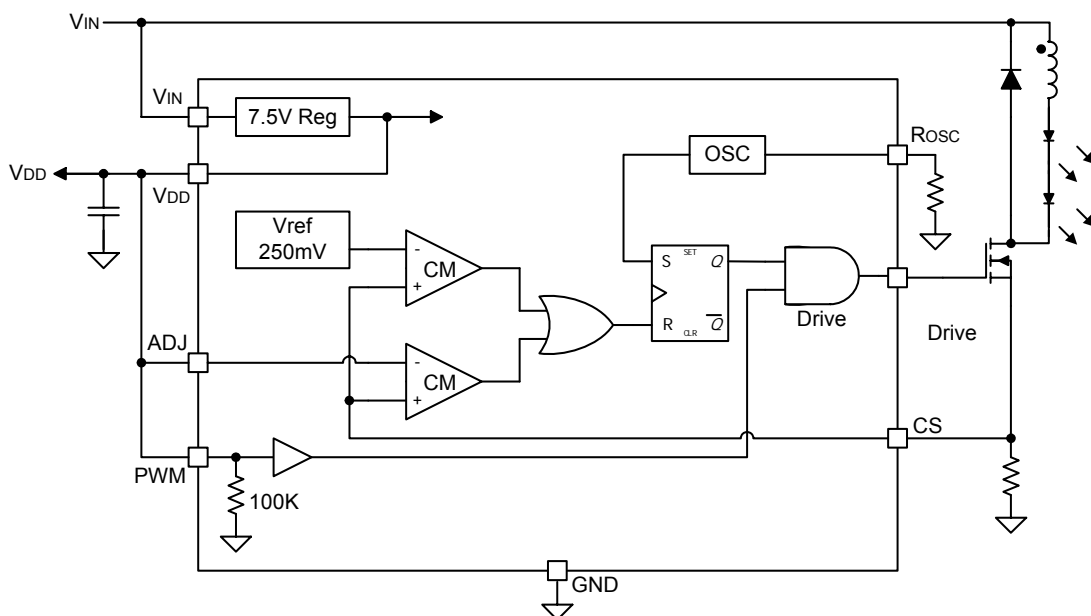 VIN
VIN
7.5V Reg
VDD
VDD
OSC
ROSC
Vref
250mV
-
CM
+
S
SET
Q
R
CLR
Q
Drive
Drive
ADJ
-
CM
+
CS
PWM
100K
GND